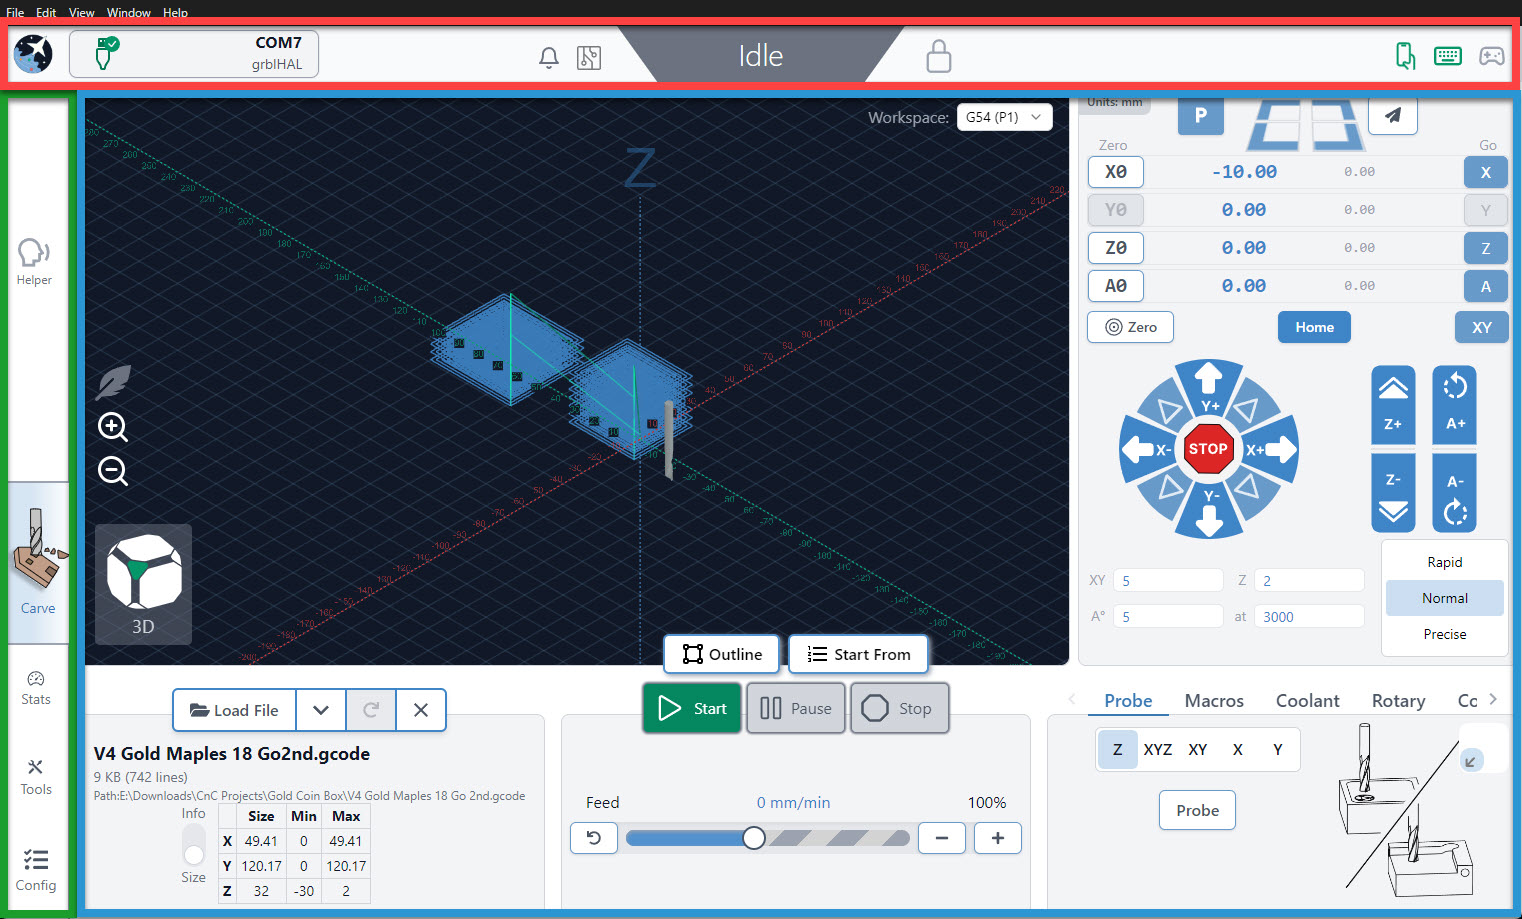 File Edit View Window Help
COM7
grblHAL
Idle
Workspace: G54 (P1)
Units: mm
P
Zero Go
X0 -10.00 0.00 X
Y0 0.00 0.00 Y
Z0 0.00 0.00 Z
A0 0.00 0.00 A
Zero Home XY
Z
Helper
Carve
Stats
Tools
Config
3D
Y+
X- STOP X+
Y-
Z+ A+
Z- A-
XY 5 Z 2
A° 5 at 3000
Rapid
Normal
Precise
Outline Start From
Load File
Start Pause Stop
V4 Gold Maples 18 Go2nd.gcode
9 KB (742 lines)
Path:E:\Downloads\CnC Projects\Gold Coin Box\V4 Gold Maples 18 Go 2nd.gcode
Info
Size
Size Min Max
X 49.41 0 49.41
Y 120.17 0 120.17
Z 32 -30 2
Feed 0 mm/min 100%
Probe Macros Coolant Rotary Co
Z XYZ XY X Y
Probe